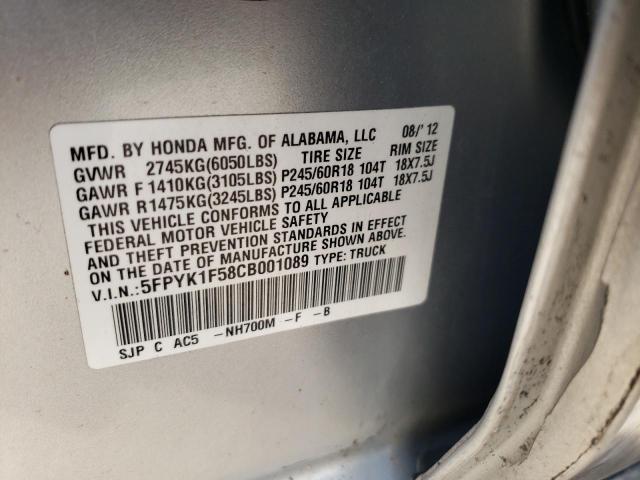 MFD. BY HONDA MFG. OF ALABAMA, LLC 08/'12
GVWR 2745KG(6050LBS) TIRE SIZE RIM SIZE
GAWR F 1410KG(3105LBS) P245/60R18 104T 18X7.5J
GAWR R1475KG(3245LBS) P245/60R18 104T 18X7.5J
THIS VEHICLE CONFORMS TO ALL APPLICABLE
FEDERAL MOTOR VEHICLE SAFETY
AND THEFT PREVENTION STANDARDS IN EFFECT
ON THE DATE OF MANUFACTURE SHOWN ABOVE.
V.I.N.:5FPYK1F58CB001089 TYPE: TRUCK
SJP C AC5 -NH700M -F -B